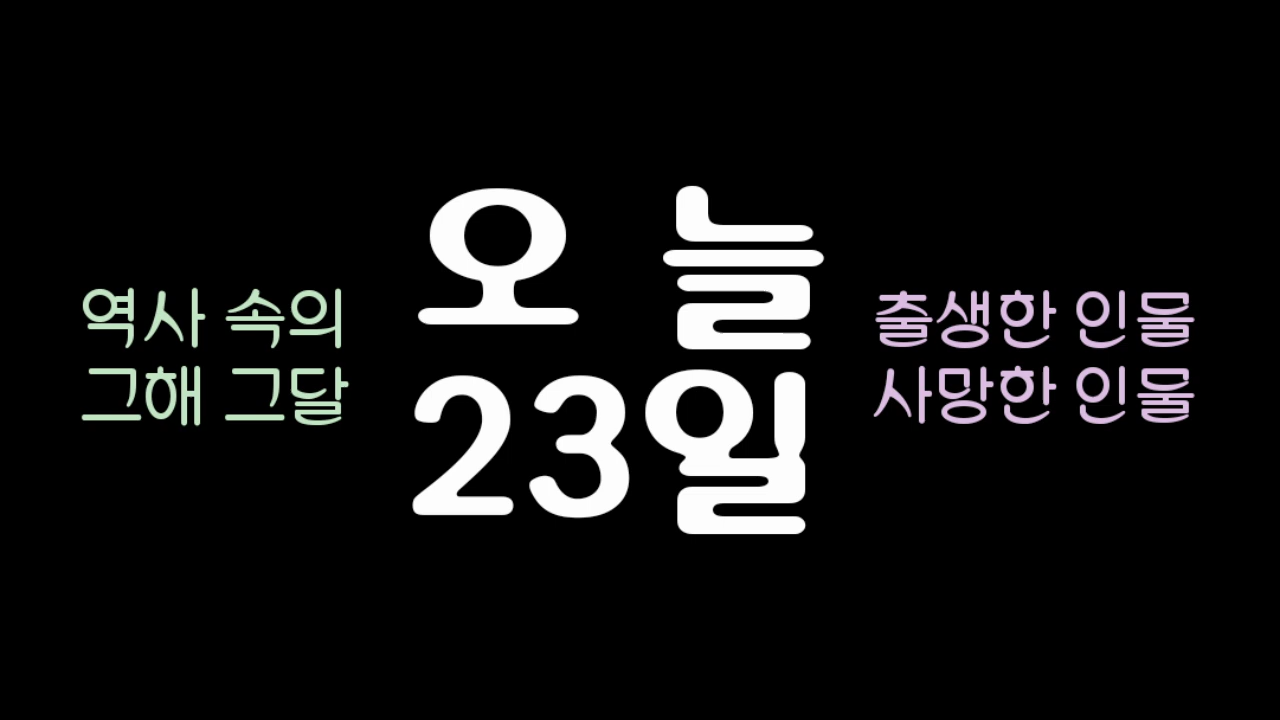 역사 속의
그해 그달
오 늘
23일
출생한 인물
사망한 인물